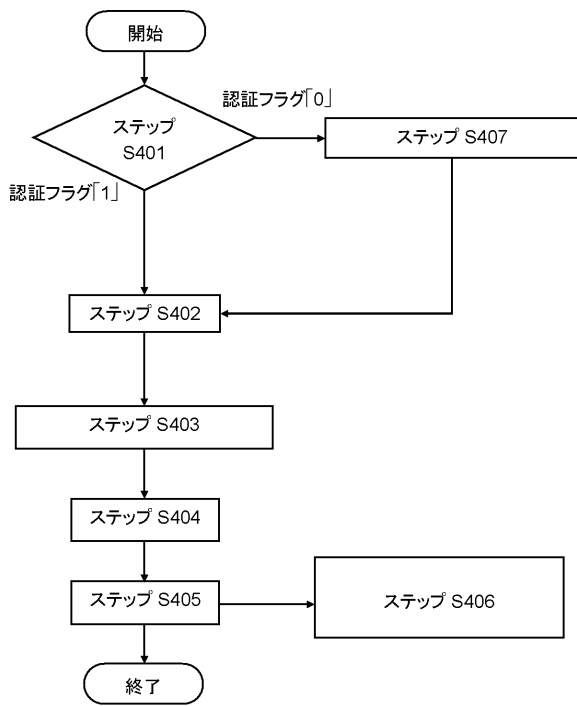 開始
ステップ
S401
認証フラグ「0」
ステップ S407
認証フラグ「1」
ステップ S402
ステップ S403
ステップ S404
ステップ S405
ステップ S406
終了